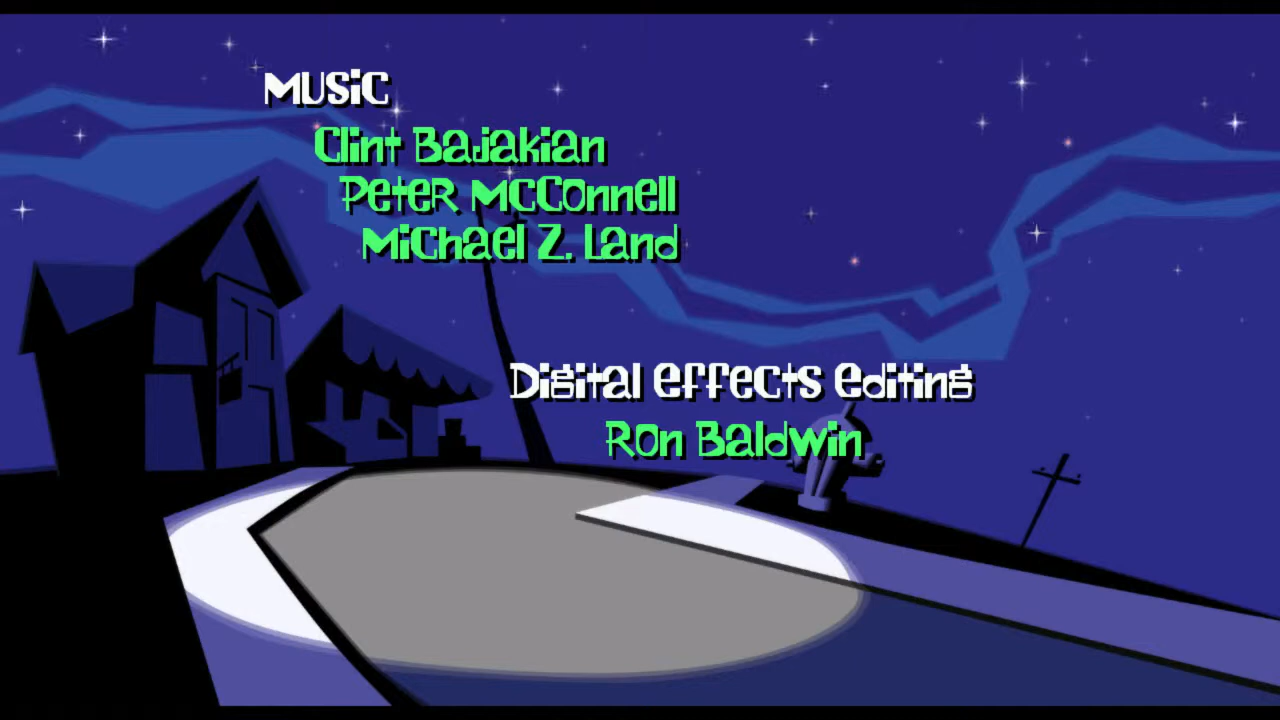 Music
Clint Bajakian
Peter McConnell
Michael Z. Land
Digital Effects Editing
Ron Baldwin